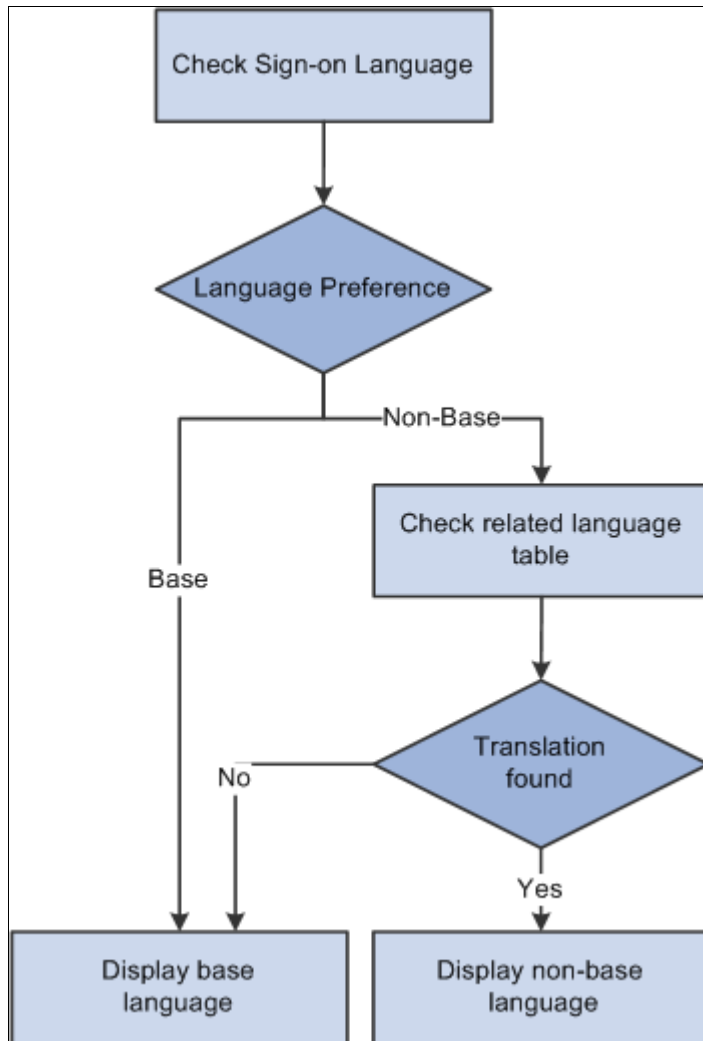 Check Sign-on Language
Language Preference
Non-Base
Check related language
table
Base
Translation
found
No
Yes
Display base
language
Display non-base
language